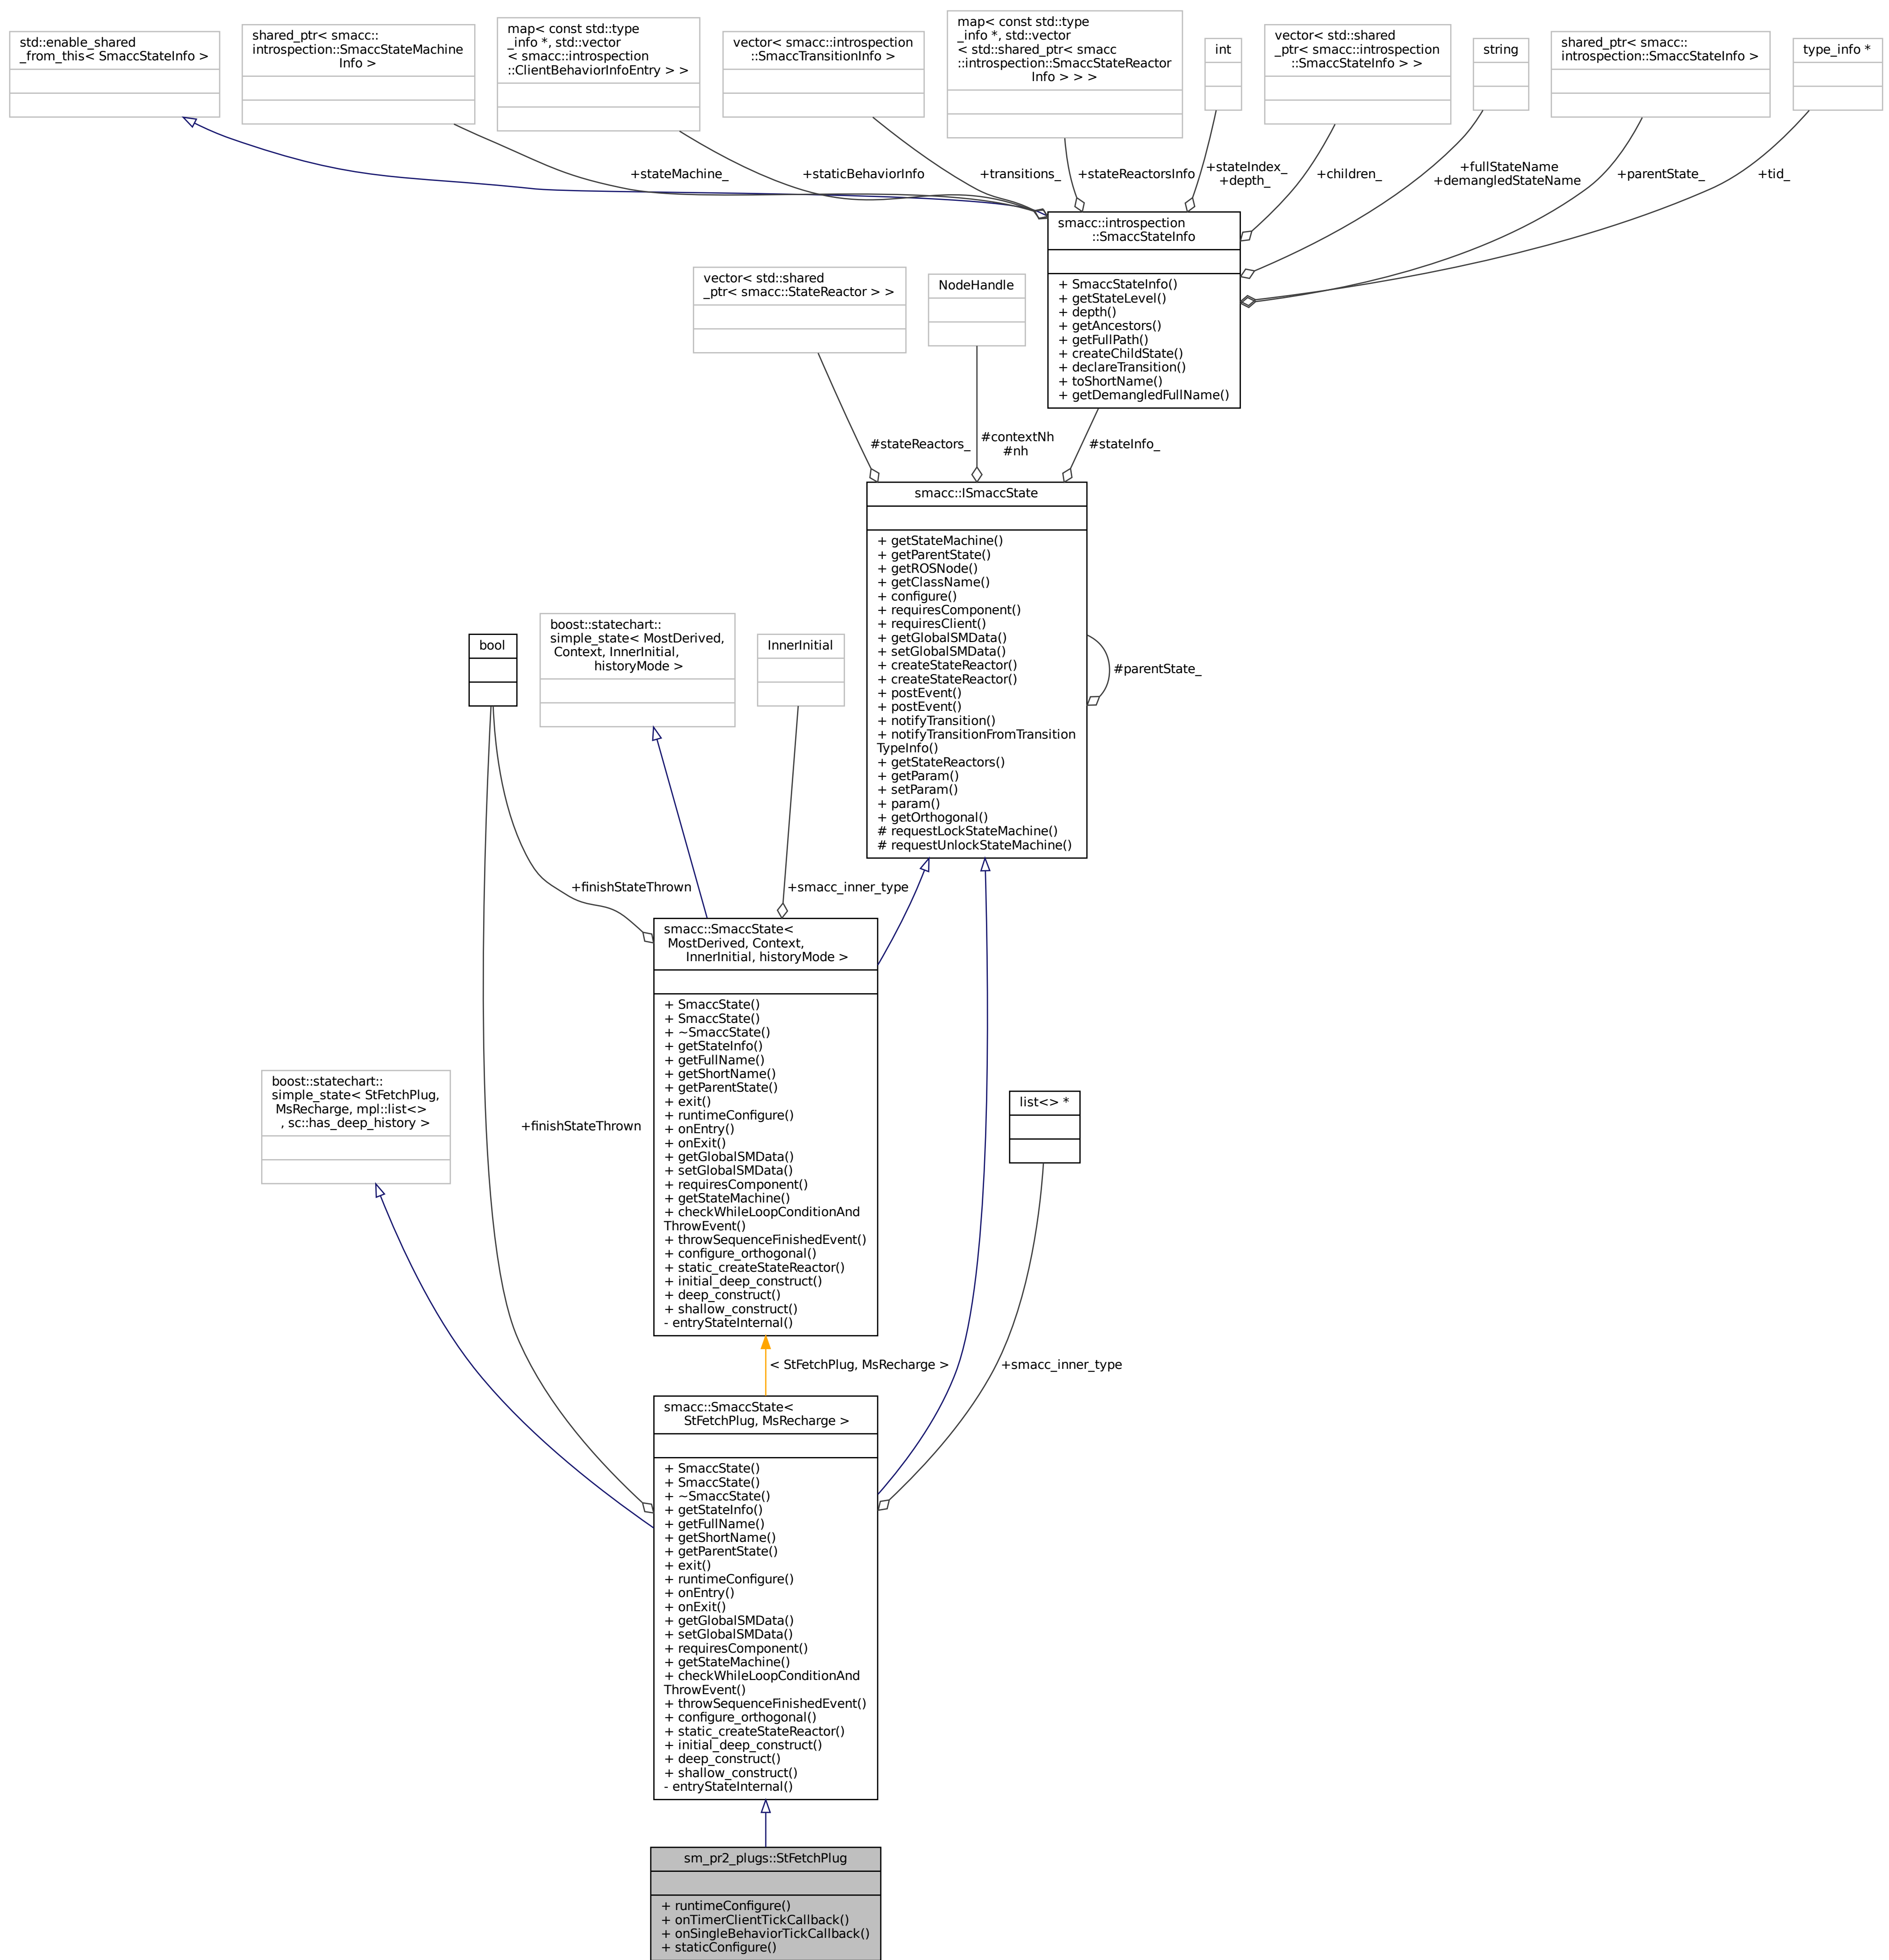 std::enable_shared
_from_this< SmaccStateInfo >
shared_ptr< smacc::
introspection::SmaccStateMachine
Info >
map< const std::type
_info *, std::vector
< smacc::introspection
::ClientBehaviorInfoEntry > >
vector< smacc::introspection
::SmaccTransitionInfo >
map< const std::type
_info *, std::vector
< std::shared_ptr< smacc
::introspection::SmaccStateReactor
Info > > >
int
vector< std::shared
_ptr< smacc::introspection
::SmaccStateInfo > >
string
shared_ptr< smacc::
introspection::SmaccStateInfo >
type_info *
+stateMachine_
+staticBehaviorInfo
+transitions_
+stateReactorsInfo
+stateIndex_
+depth_
+children_
+fullStateName
+demangledStateName
+parentState_
+tid_
smacc::introspection
::SmaccStateInfo
+ SmaccStateInfo()
+ getStateLevel()
+ depth()
+ getAncestors()
+ getFullPath()
+ createChildState()
+ declareTransition()
+ toShortName()
+ getDemangledFullName()
vector< std::shared
_ptr< smacc::StateReactor > >
NodeHandle
#stateReactors_
#contextNh
#nh
#stateInfo_
smacc::ISmaccState
+ getStateMachine()
+ getParentState()
+ getROSNode()
+ getClassName()
+ configure()
+ requiresComponent()
+ requiresClient()
+ getGlobalSMData()
+ setGlobalSMData()
+ createStateReactor()
+ createStateReactor()
+ postEvent()
+ postEvent()
+ notifyTransition()
+ notifyTransitionFromTransition
TypeInfo()
+ getStateReactors()
+ getParam()
+ setParam()
+ param()
+ getOrthogonal()
# requestLockStateMachine()
# requestUnlockStateMachine()
#parentState_
bool
boost::statechart::
simple_state< MostDerived,
Context, InnerInitial,
historyMode >
InnerInitial
+finishStateThrown
+smacc_inner_type
smacc::SmaccState<
MostDerived, Context,
InnerInitial, historyMode >
+ SmaccState()
+ SmaccState()
+ ~SmaccState()
+ getStateInfo()
+ getFullName()
+ getShortName()
+ getParentState()
+ exit()
+ runtimeConfigure()
+ onEntry()
+ onExit()
+ getGlobalSMData()
+ setGlobalSMData()
+ requiresComponent()
+ getStateMachine()
+ checkWhileLoopConditionAnd
ThrowEvent()
+ throwSequenceFinishedEvent()
+ configure_orthogonal()
+ static_createStateReactor()
+ initial_deep_construct()
+ deep_construct()
+ shallow_construct()
- entryStateInternal()
boost::statechart::
simple_state< StFetchPlug,
MsRecharge, mpl::list<>
, sc::has_deep_history >
+finishStateThrown
list<> *
< StFetchPlug, MsRecharge >
+smacc_inner_type
smacc::SmaccState<
StFetchPlug, MsRecharge >
+ SmaccState()
+ SmaccState()
+ ~SmaccState()
+ getStateInfo()
+ getFullName()
+ getShortName()
+ getParentState()
+ exit()
+ runtimeConfigure()
+ onEntry()
+ onExit()
+ getGlobalSMData()
+ setGlobalSMData()
+ requiresComponent()
+ getStateMachine()
+ checkWhileLoopConditionAnd
ThrowEvent()
+ throwSequenceFinishedEvent()
+ configure_orthogonal()
+ static_createStateReactor()
+ initial_deep_construct()
+ deep_construct()
+ shallow_construct()
- entryStateInternal()
sm_pr2_plugs::StFetchPlug
+ runtimeConfigure()
+ onTimerClientTickCallback()
+ onSingleBehaviorTickCallback()
+ staticConfigure()